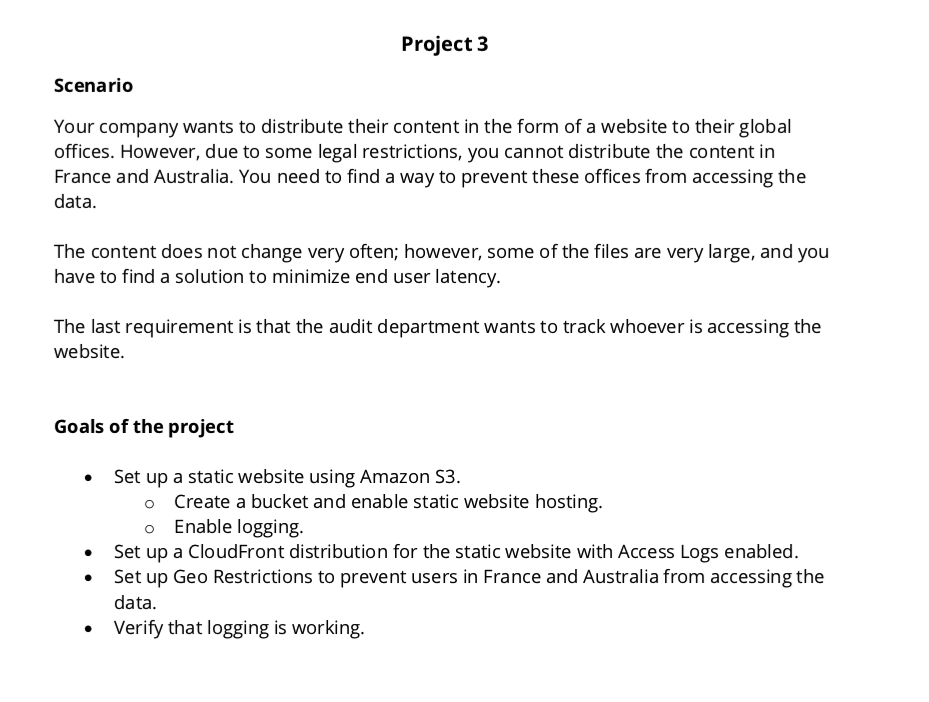 Project 3
Scenario
Your company wants to distribute their content in the form of a website to their global
offices. However, due to some legal restrictions, you cannot distribute the content in
France and Australia. You need to find a way to prevent these offices from accessing the
data.
The content does not change very often; however, some of the files are very large, and you
have to find a solution to minimize end user latency.
The last requirement is that the audit department wants to track whoever is accessing the
website.
Goals of the project
• Set up a static website using Amazon S3.
o Create a bucket and enable static website hosting.
o Enable logging.
• Set up a CloudFront distribution for the static website with Access Logs enabled.
• Set up Geo Restrictions to prevent users in France and Australia from accessing the
data.
• Verify that logging is working.